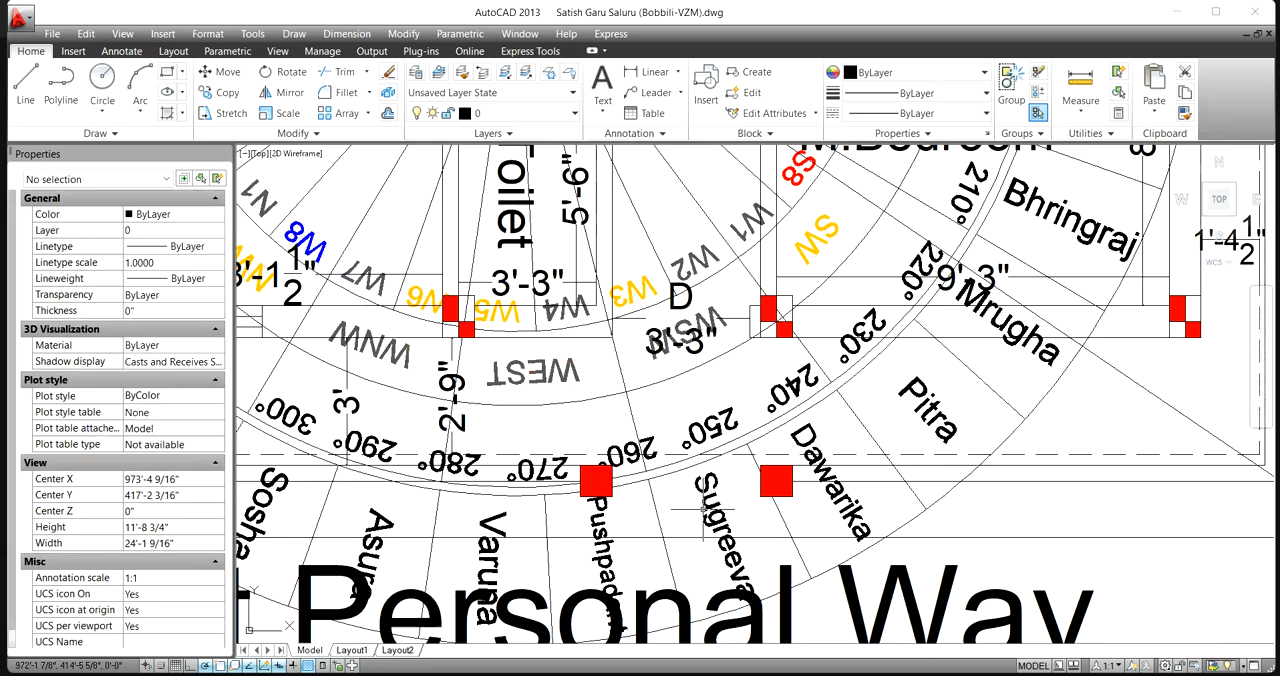 AutoCAD 2013 Satish Garu Saluru (Bobbili-VZM).dwg
File Edit View Insert Format Tools Draw Dimension Modify Parametric Window Help Express
Home Insert Annotate Layout Parametric View Manage Output Plug-ins Online Express Tools
Line Polyline Circle Arc
Move Rotate Trim
Copy Mirror Fillet
Stretch Scale Array
Unsaved Layer State
0
Text
Linear
Leader
Table
Insert
Create
Edit
Edit Attributes
ByLayer
ByLayer
ByLayer
Group Measure Paste
Draw Modify Layers Annotation Block Properties Groups Utilities Clipboard
Properties
No selection
General
Color ByLayer
Layer 0
Linetype ByLayer
Linetype scale 1.0000
Lineweight ByLayer
Transparency ByLayer
Thickness 0"
3D Visualization
Material ByLayer
Shadow display Casts and Receives S...
Plot style
Plot style ByColor
Plot style table None
Plot table attache... Model
Plot table type Not available
View
Center X 973'-4 9/16"
Center Y 417'-2 3/16"
Center Z 0"
Height 11'-8 3/4"
Width 24'-1 9/16"
Misc
Annotation scale 1:1
UCS icon On Yes
UCS icon at origin Yes
UCS per viewport Yes
UCS Name
[−][Top][2D Wireframe]
5'-6"
S8
210°
Bhringraj
N
W TOP E
WCS
1'-4 1/2"
N1
W8
W7
W6
W5
W4
W3
W2
W1
SW
3'-3"
D
220°
9'-3"
Mrugha
WNW
WEST
WSW
3'-3"
230°
3'
2'-9"
240°
Pitra
300°
290°
280°
270°
260°
250°
Dawarika
Asura
Varuna
Sugreeva
Personal Way
Model Layout1 Layout2
972'-1 7/8", 414'-5 5/8", 0'-0"
MODEL
1:1